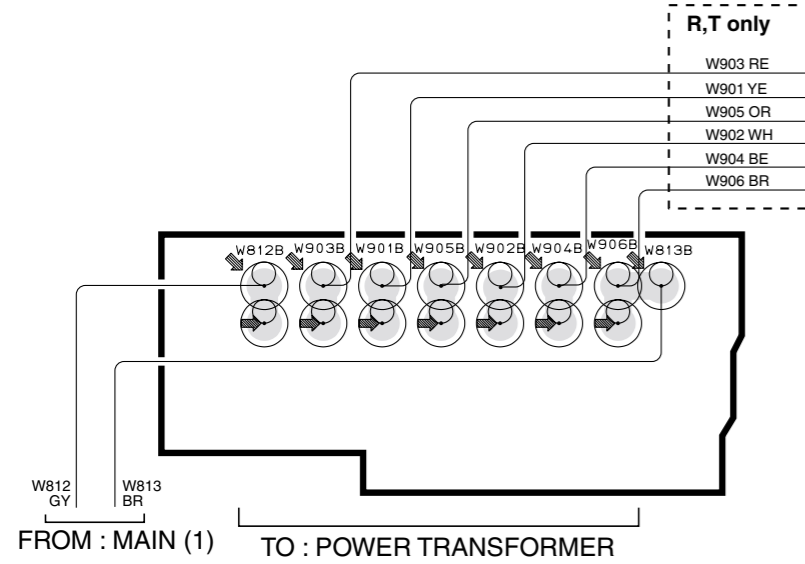 R,T only
W903 RE
W901 YE
W905 OR
W902 WH
W904 BE
W906 BR
W812B W903B W901B W905B W902B W904B W906B W813B
W812 GY
W813 BR
FROM : MAIN (1)
TO : POWER TRANSFORMER